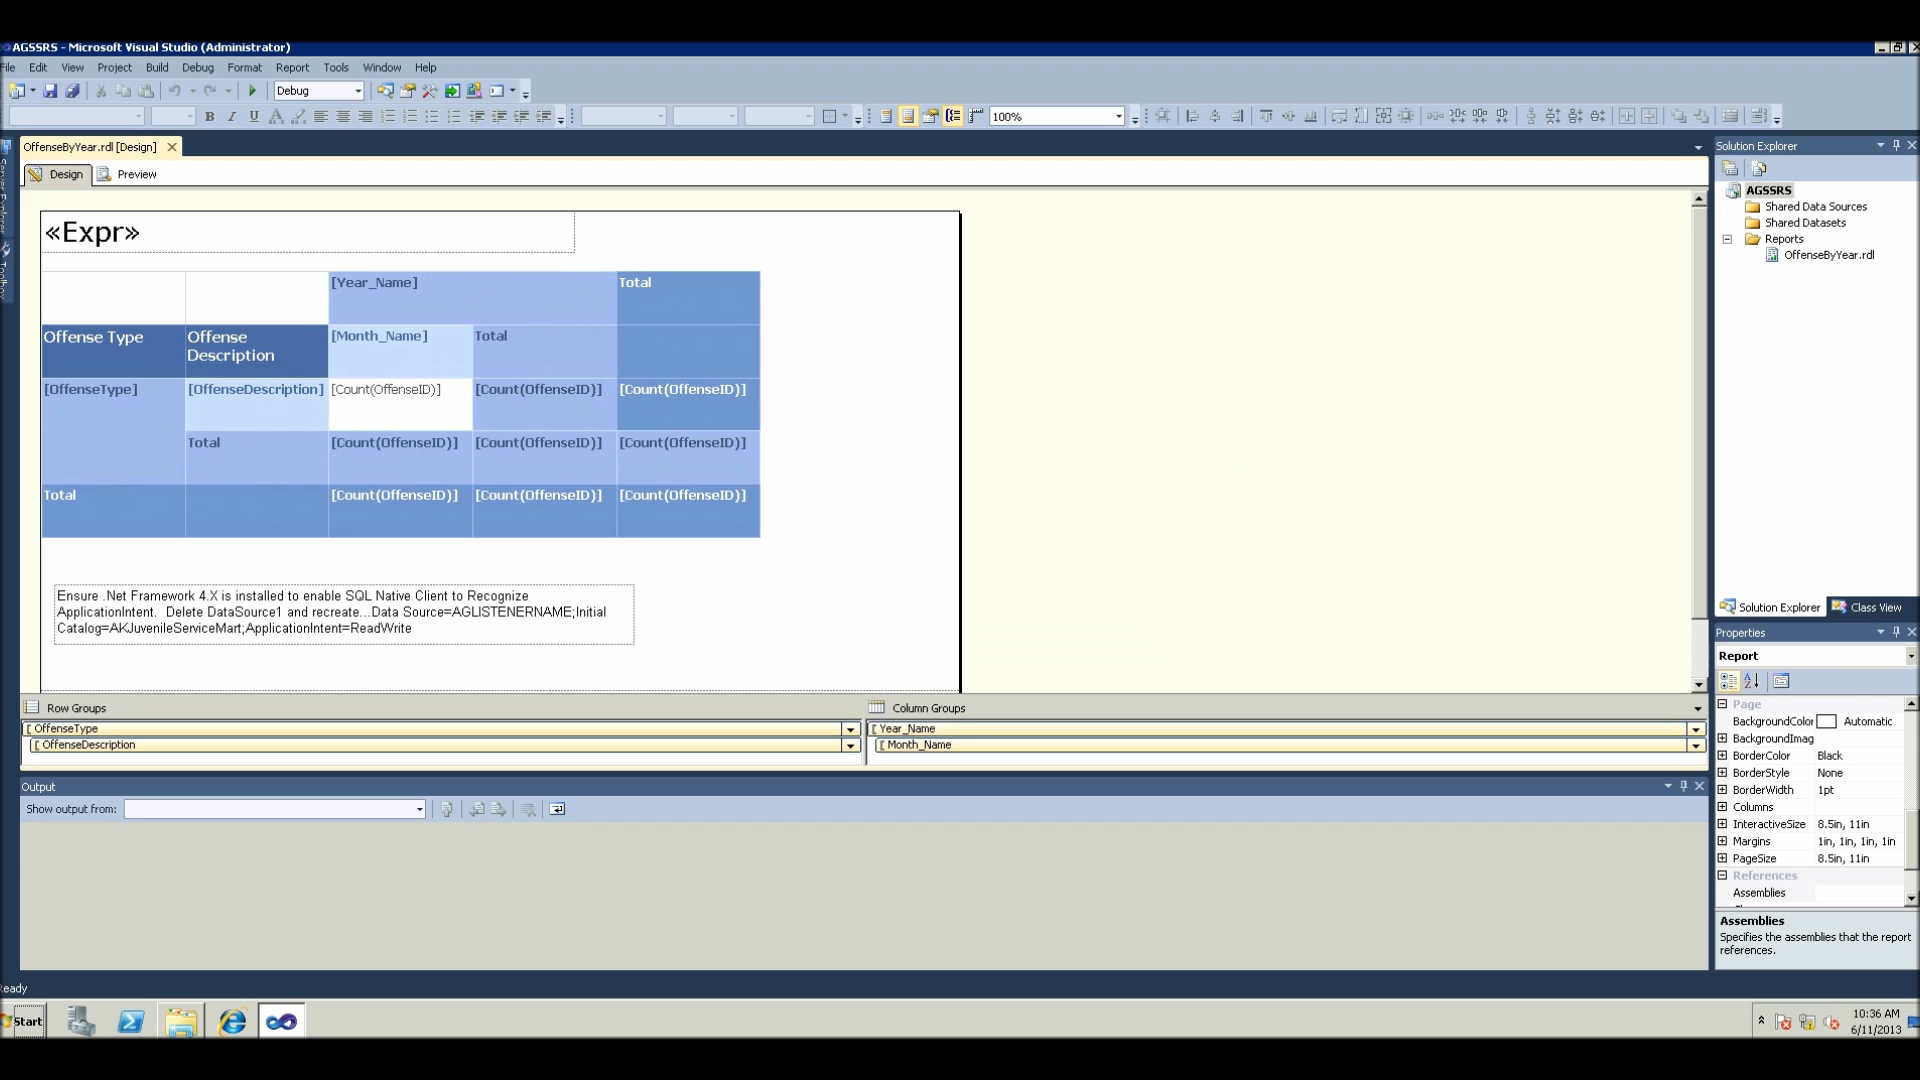 AGSSRS - Microsoft Visual Studio (Administrator)
File Edit View Project Build Debug Format Report Tools Window Help
Debug
B I U A 100%
OffenseByYear.rdl [Design]
Design Preview
«Expr»
[Year_Name] Total
Offense Type Offense Description [Month_Name] Total
[OffenseType] [OffenseDescription] [Count(OffenseID)] [Count(OffenseID)] [Count(OffenseID)]
Total [Count(OffenseID)] [Count(OffenseID)] [Count(OffenseID)]
Total [Count(OffenseID)] [Count(OffenseID)] [Count(OffenseID)]
Ensure .Net Framework 4.X is installed to enable SQL Native Client to Recognize
ApplicationIntent. Delete DataSource1 and recreate...Data Source=AGLISTENERNAME;Initial
Catalog=AKJuvenileServiceMart;ApplicationIntent=ReadWrite
Row Groups Column Groups
[ OffenseType [ Year_Name
[ OffenseDescription [ Month_Name
Output
Show output from:
Solution Explorer
AGSSRS
Shared Data Sources
Shared Datasets
Reports
OffenseByYear.rdl
Solution Explorer Class View
Properties
Report
Page
BackgroundColor Automatic
BackgroundImag
BorderColor Black
BorderStyle None
BorderWidth 1pt
Columns
InteractiveSize 8.5in, 11in
Margins 1in, 1in, 1in, 1in
PageSize 8.5in, 11in
References
Assemblies
Assemblies
Specifies the assemblies that the report
references.
eady
Start
10:36 AM
6/11/2013